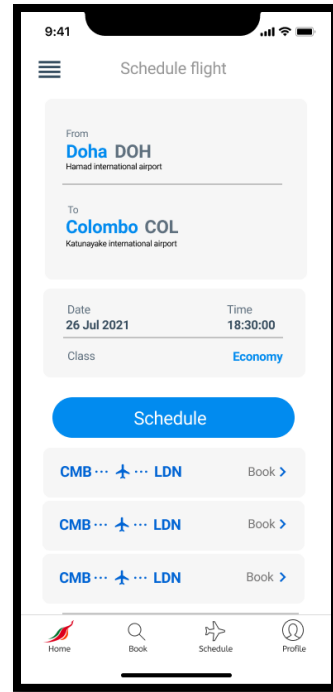 9:41
Schedule flight
From
Doha DOH
Hamad international airport
To
Colombo COL
Katunayake international airport
Date Time
26 Jul 2021 18:30:00
Class Economy
Schedule
CMB ··· ··· LDN Book >
CMB ··· ··· LDN Book >
CMB ··· ··· LDN Book >
Home Book Schedule Profile